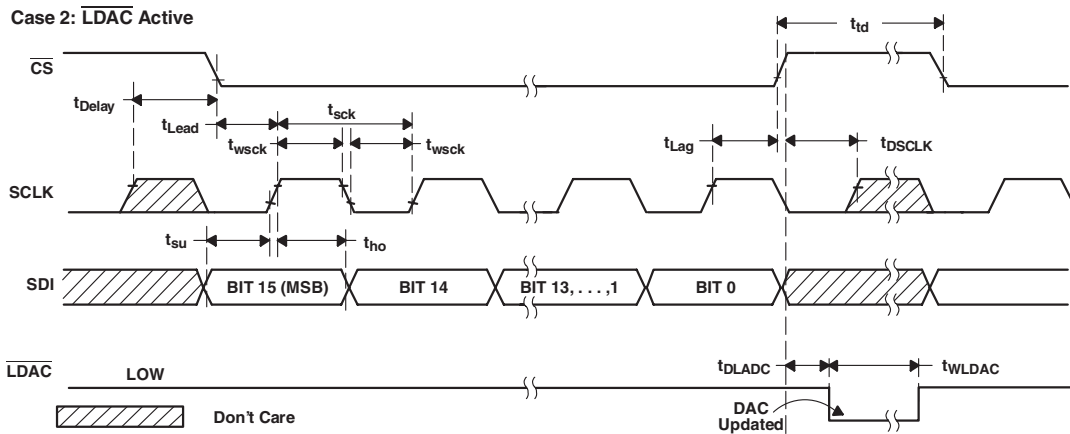 Case 2: LDAC Active
t_td
CS
t_Delay
t_Lead
t_sck
t_wsck
t_wsck
t_Lag
t_DSCLK
SCLK
t_su
t_ho
SDI
BIT 15 (MSB)
BIT 14
BIT 13, . . . ,1
BIT 0
LDAC
LOW
t_DLADC
t_WLDAC
DAC
Updated
Don't Care